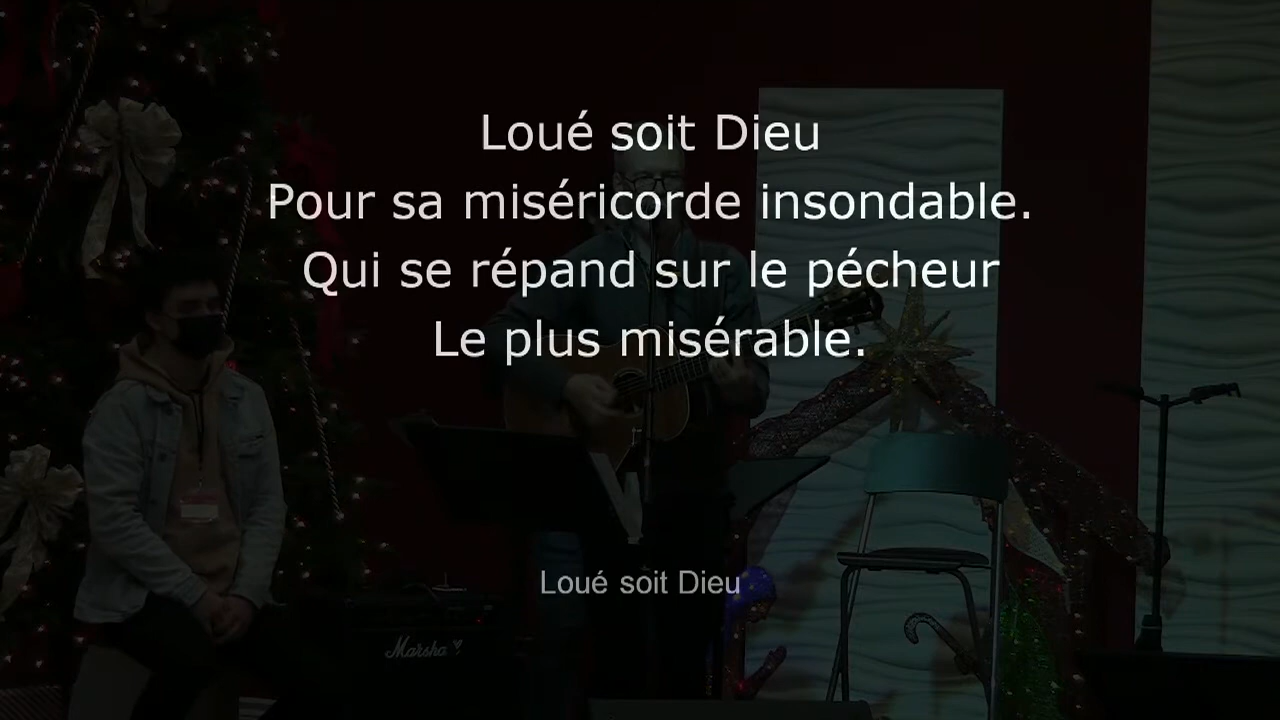 Loué soit Dieu
Pour sa miséricorde insondable.
Qui se répand sur le pécheur
Le plus misérable.
Loué soit Dieu
Marsha